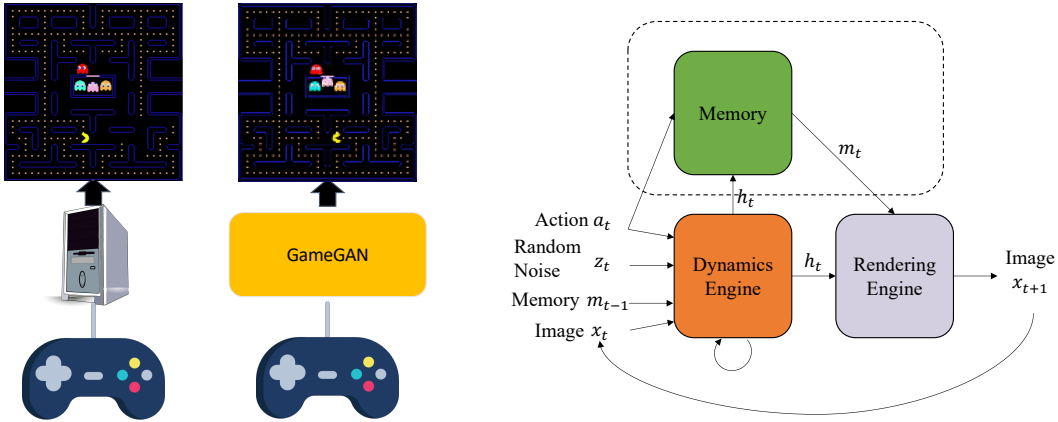 GameGAN
Memory
m_t
h_t
Action a_t
Random
Noise z_t
Memory m_{t−1}
Image x_t
Dynamics
Engine
h_t
Rendering
Engine
Image
x_{t+1}